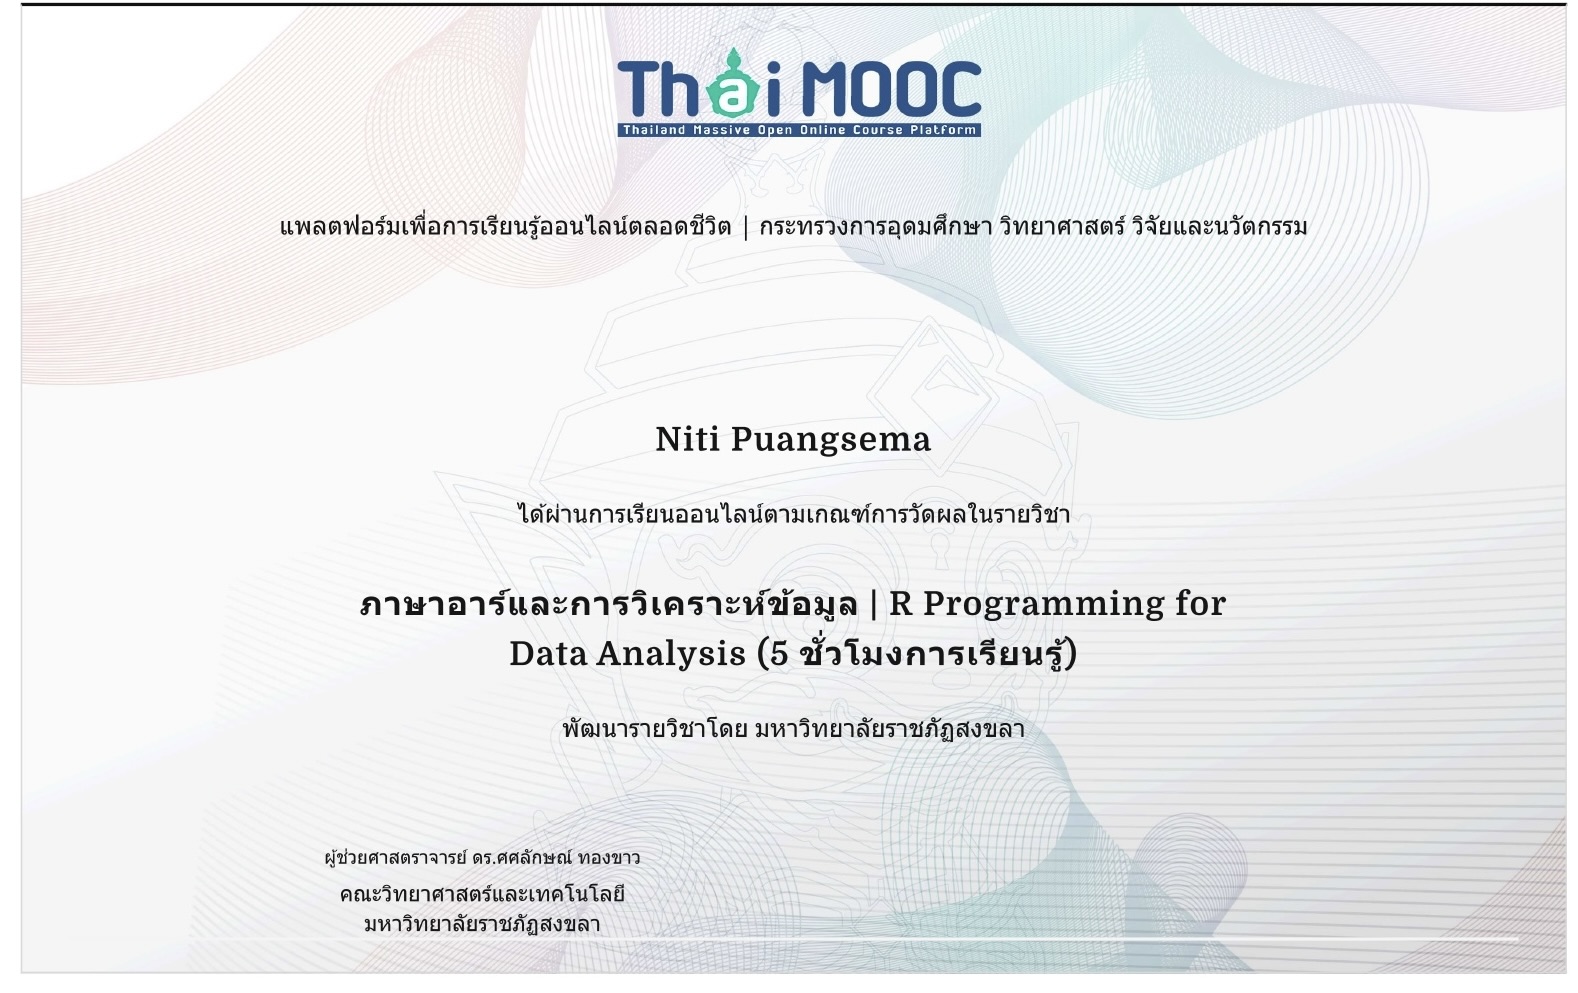 Thai MOOC
Thailand Massive Open Online Course Platform
แพลตฟอร์มเพื่อการเรียนรู้ออนไลน์ตลอดชีวิต | กระทรวงการอุดมศึกษา วิทยาศาสตร์ วิจัยและนวัตกรรม
Niti Puangsema
ได้ผ่านการเรียนออนไลน์ตามเกณฑ์การวัดผลในรายวิชา
ภาษาอาร์และการวิเคราะห์ข้อมูล | R Programming for
Data Analysis (5 ชั่วโมงการเรียนรู้)
พัฒนารายวิชาโดย มหาวิทยาลัยราชภัฏสงขลา
ผู้ช่วยศาสตราจารย์ ดร.ศศลักษณ์ ทองขาว
คณะวิทยาศาสตร์และเทคโนโลยี
มหาวิทยาลัยราชภัฏสงขลา